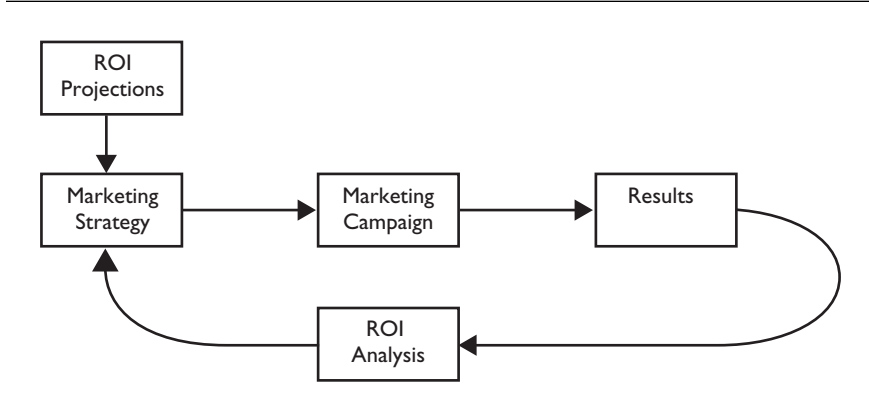 ROI
Projections
Marketing
Strategy
Marketing
Campaign
Results
ROI
Analysis